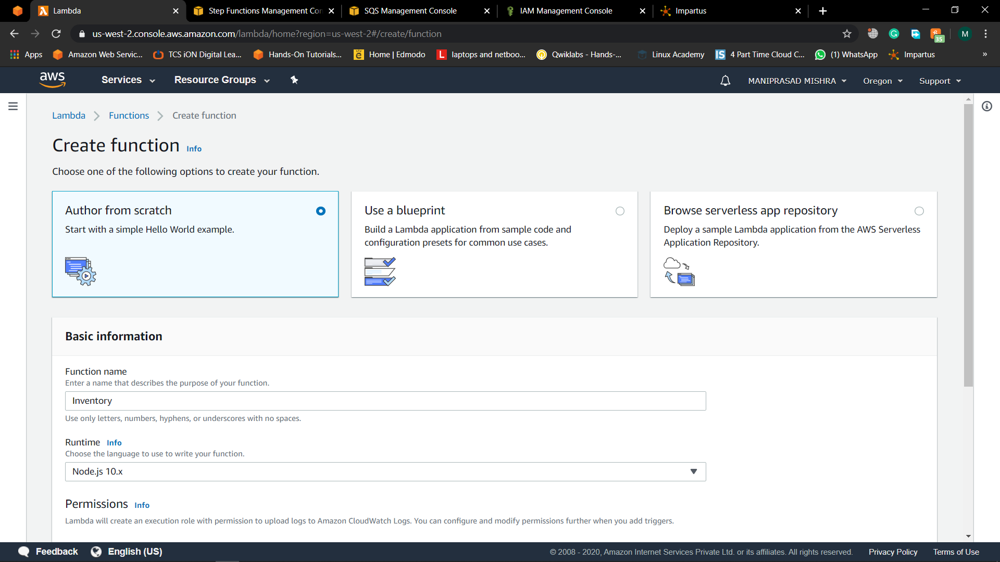 Lambda
Step Functions Management Con
SQS Management Console
IAM Management Console
Impartus
us-west-2.console.aws.amazon.com/lambda/home?region=us-west-2#/create/function
35
M
Apps
Amazon Web Servic...
TCS iON Digital Lea...
Hands-On Tutorials...
Home | Edmodo
laptops and netboo...
Qwiklabs - Hands-...
Linux Academy
4 Part Time Cloud C...
(1) WhatsApp
Impartus
»
aws
Services
Resource Groups
MANIPRASAD MISHRA
Oregon
Support
Lambda
Functions
Create function
Create function Info
Choose one of the following options to create your function.
Author from scratch
Start with a simple Hello World example.
Use a blueprint
Build a Lambda application from sample code and
configuration presets for common use cases.
Browse serverless app repository
Deploy a sample Lambda application from the AWS Serverless
Application Repository.
Basic information
Function name
Enter a name that describes the purpose of your function.
Inventory
Use only letters, numbers, hyphens, or underscores with no spaces.
Runtime Info
Choose the language to use to write your function.
Node.js 10.x
Permissions Info
Lambda will create an execution role with permission to upload logs to Amazon CloudWatch Logs. You can configure and modify permissions further when you add triggers.
Feedback
English (US)
© 2008 - 2020, Amazon Internet Services Private Ltd. or its affiliates. All rights reserved.
Privacy Policy
Terms of Use